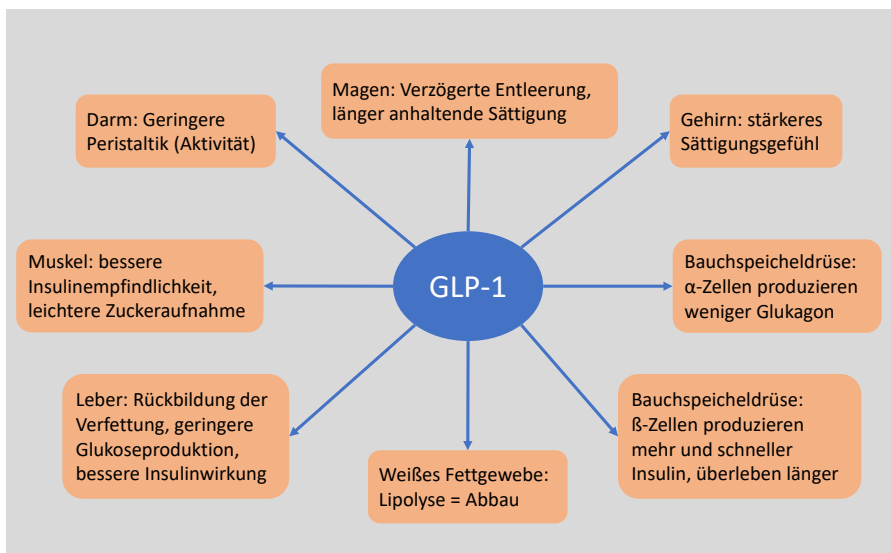 Magen: Verzögerte Entleerung,
länger anhaltende Sättigung
Darm: Geringere
Peristaltik (Aktivität)
Gehirn: stärkeres
Sättigungsgefühl
Muskel: bessere
Insulinempfindlichkeit,
leichtere Zuckeraufnahme
GLP-1
Bauchspeicheldrüse:
α-Zellen produzieren
weniger Glukagon
Leber: Rückbildung der
Verfettung, geringere
Glukoseproduktion,
bessere Insulinwirkung
Weißes Fettgewebe:
Lipolyse = Abbau
Bauchspeicheldrüse:
ß-Zellen produzieren
mehr und schneller
Insulin, überleben länger